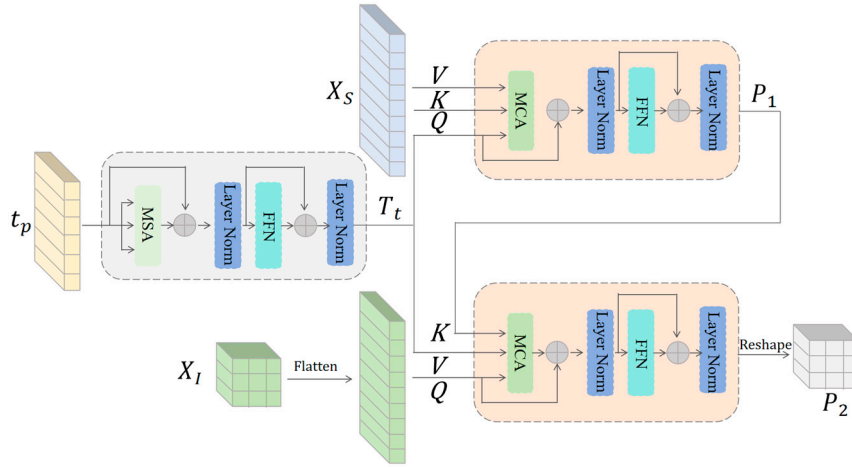 X_S
V
K
Q
MCA
Layer Norm
FFN
Layer Norm
P_1
t_p
MSA
Layer Norm
FFN
Layer Norm
T_t
X_I
Flatten
K
V
Q
MCA
Layer Norm
FFN
Layer Norm
Reshape
P_2